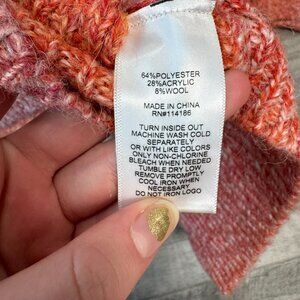 64%POLYESTER
28%ACRYLIC
8%WOOL
MADE IN CHINA
RN#114186
TURN INSIDE OUT
MACHINE WASH COLD
SEPARATELY
OR WITH LIKE COLORS
ONLY NON-CHLORINE
BLEACH WHEN NEEDED
TUMBLE DRY LOW
REMOVE PROMPTLY
COOL IRON WHEN
NECESSARY
DO NOT IRON LOGO